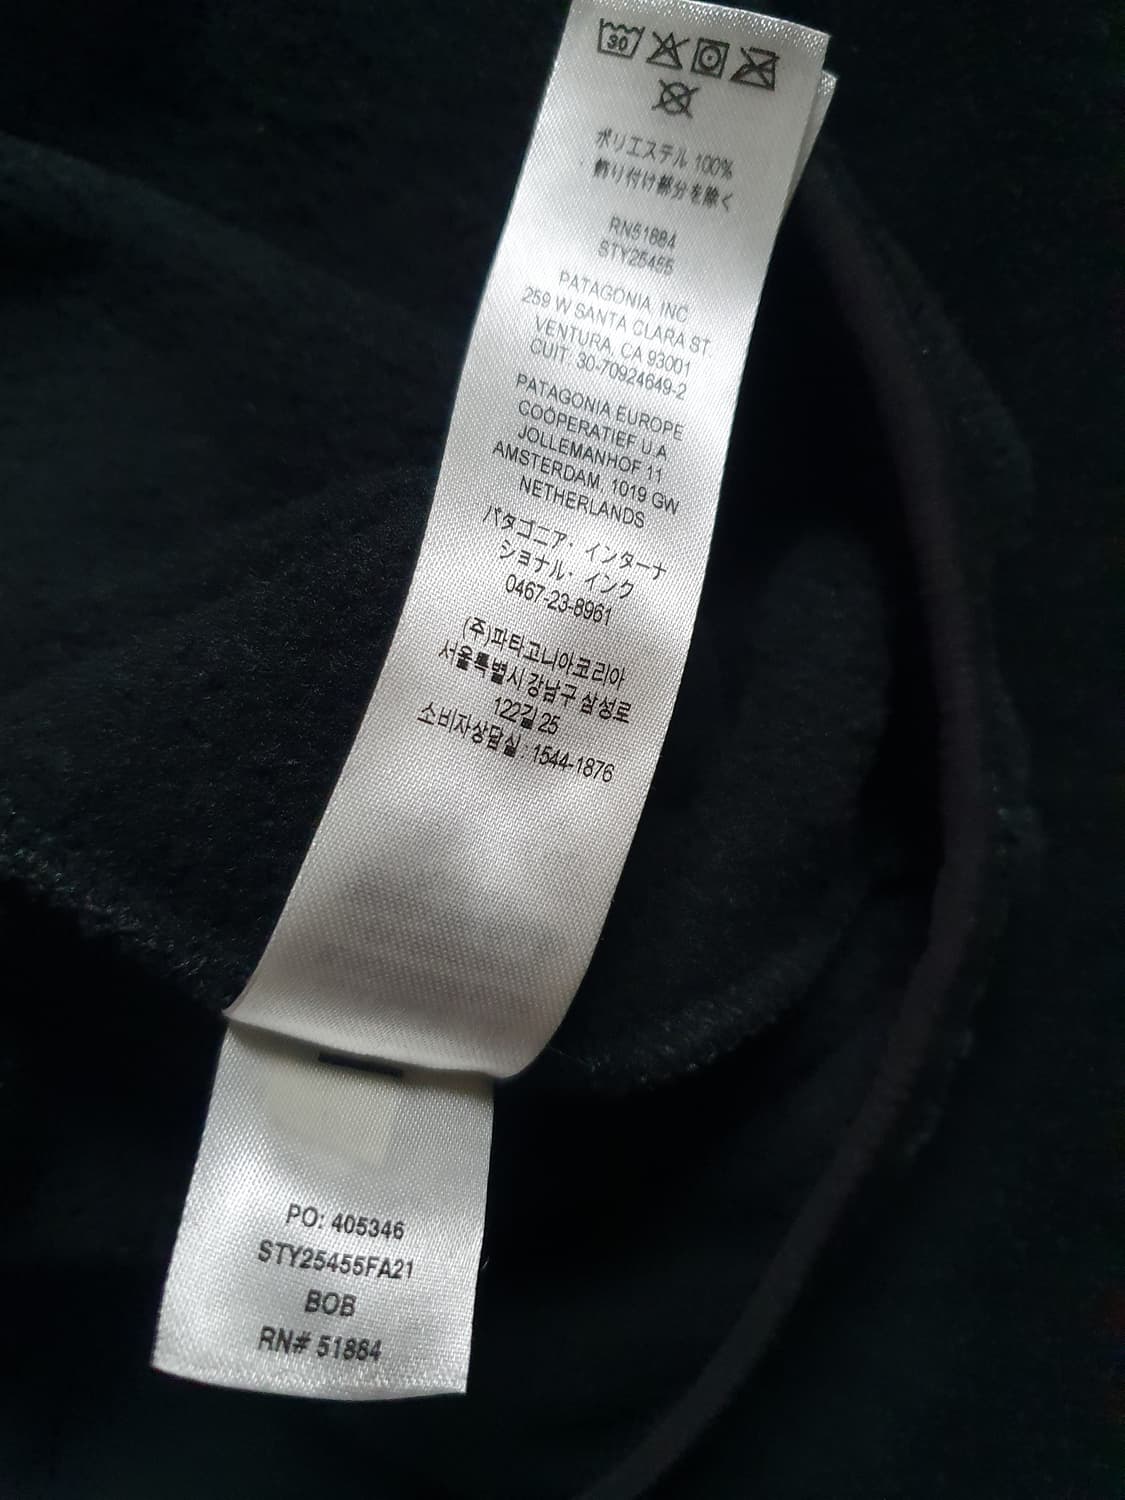 30
ポリエステル 100%
飾り付け部分を除く
RN51884
STY25455
PATAGONIA, INC
259 W SANTA CLARA ST.
VENTURA, CA 93001
CUIT: 30-70924649-2
PATAGONIA EUROPE
COÖPERATIEF U.A
JOLLEMANHOF 11
AMSTERDAM, 1019 GW
NETHERLANDS
パタゴニア・インターナ
ショナル・インク
0467-23-8961
(주)파타고니아코리아
서울특별시 강남구 삼성로
122길 25
소비자상담실 : 1544-1876
PO: 405346
STY25455FA21
BOB
RN# 51884